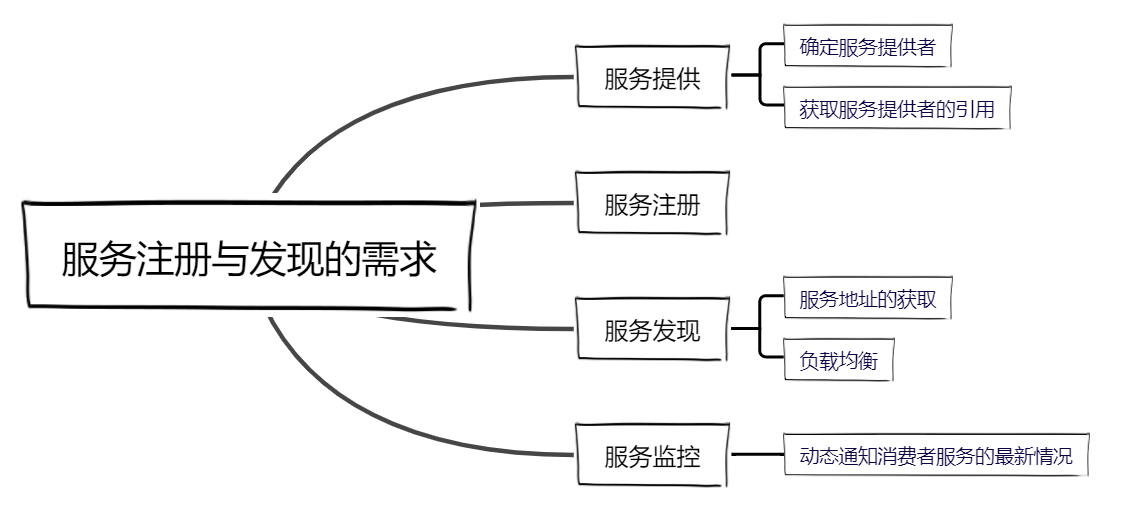 服务注册与发现的需求
服务提供
确定服务提供者
获取服务提供者的引用
服务注册
服务发现
服务地址的获取
负载均衡
服务监控
动态通知消费者服务的最新情况